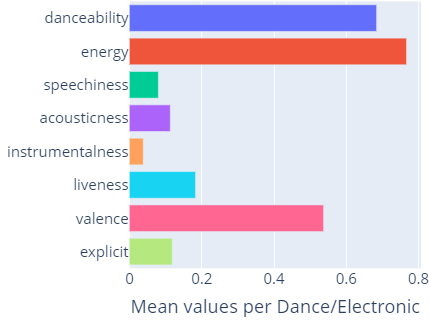 danceability
energy
speechiness
acousticness
instrumentalness
liveness
valence
explicit
0 0.2 0.4 0.6 0.8
Mean values per Dance/Electronic